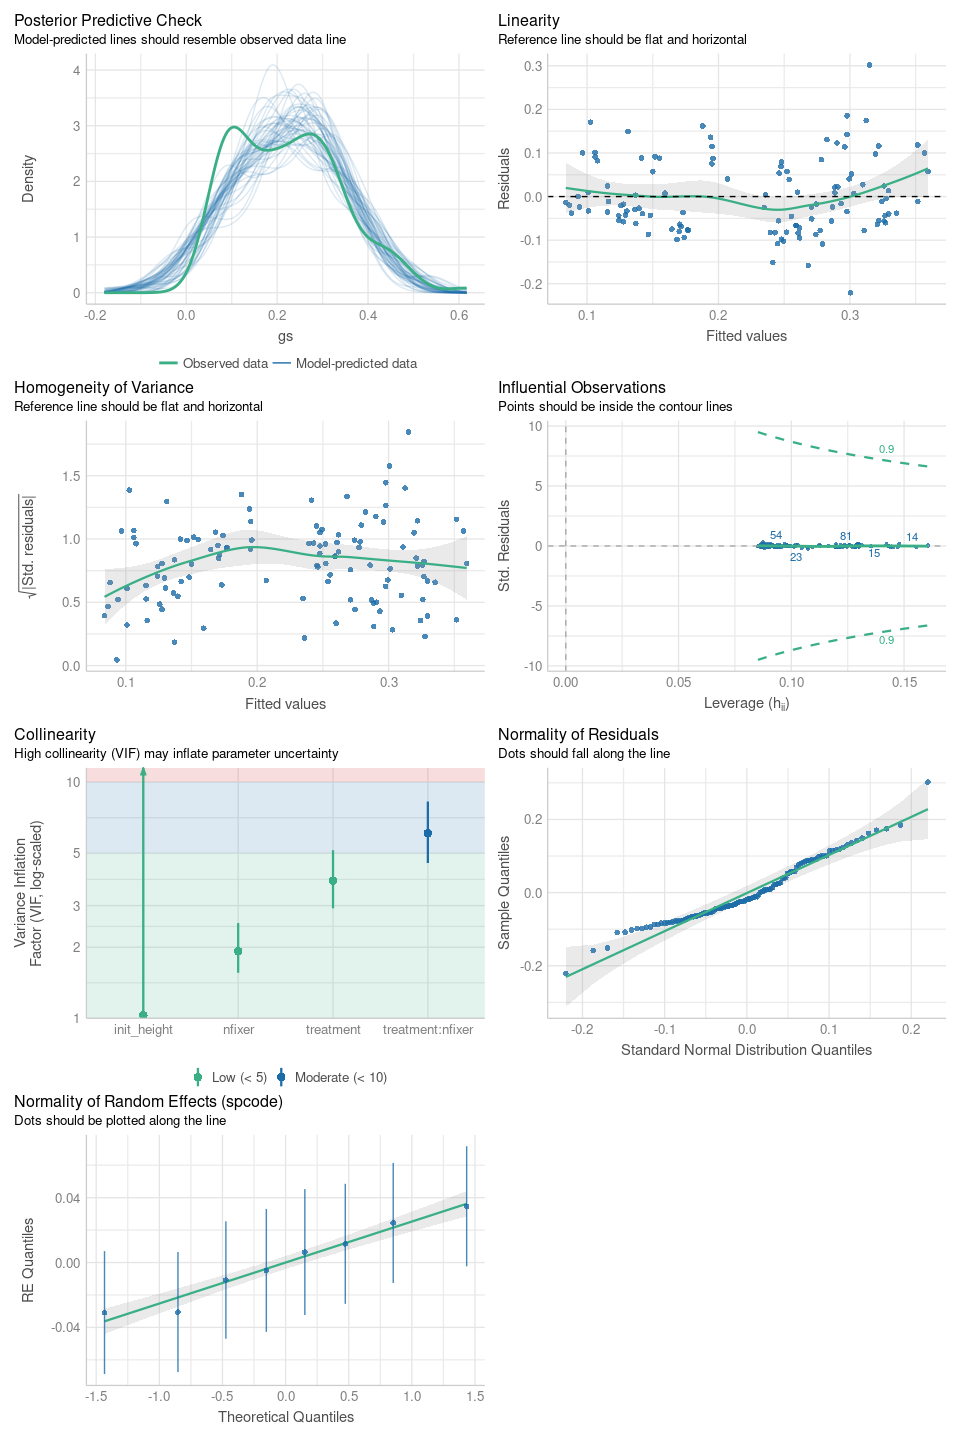 Posterior Predictive Check
Model-predicted lines should resemble observed data line
Density
4
3
2
1
0
-0.2 0.0 0.2 0.4 0.6
gs
Observed data Model-predicted data
Linearity
Reference line should be flat and horizontal
Residuals
0.3
0.2
0.1
0.0
-0.1
-0.2
0.1 0.2 0.3
Fitted values
Homogeneity of Variance
Reference line should be flat and horizontal
√|Std. residuals|
1.5
1.0
0.5
0.0
0.1 0.2 0.3
Fitted values
Influential Observations
Points should be inside the contour lines
Std. Residuals
10
5
0
-5
-10
0.9
54 81 14
23 15
0.9
0.00 0.05 0.10 0.15
Leverage (hii)
Collinearity
High collinearity (VIF) may inflate parameter uncertainty
Variance Inflation
Factor (VIF, log-scaled)
10
5
3
2
1
init_height nfixer treatment treatment:nfixer
Low (< 5) Moderate (< 10)
Normality of Residuals
Dots should fall along the line
Sample Quantiles
0.2
0.0
-0.2
-0.2 -0.1 0.0 0.1 0.2
Standard Normal Distribution Quantiles
Normality of Random Effects (spcode)
Dots should be plotted along the line
RE Quantiles
0.04
0.00
-0.04
-1.5 -1.0 -0.5 0.0 0.5 1.0 1.5
Theoretical Quantiles